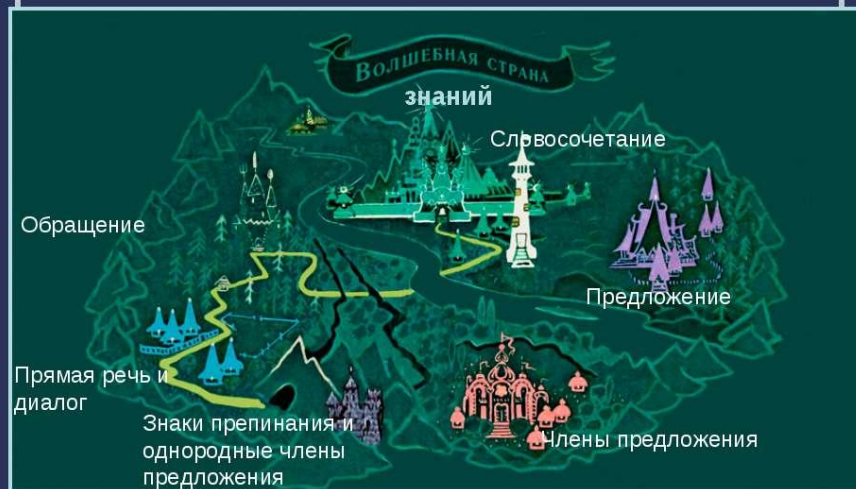 ВОЛШЕБНАЯ СТРАНА
знаний
Словосочетание
Обращение
Предложение
Прямая речь и
диалог
Знаки препинания и
однородные члены
предложения
Члены предложения